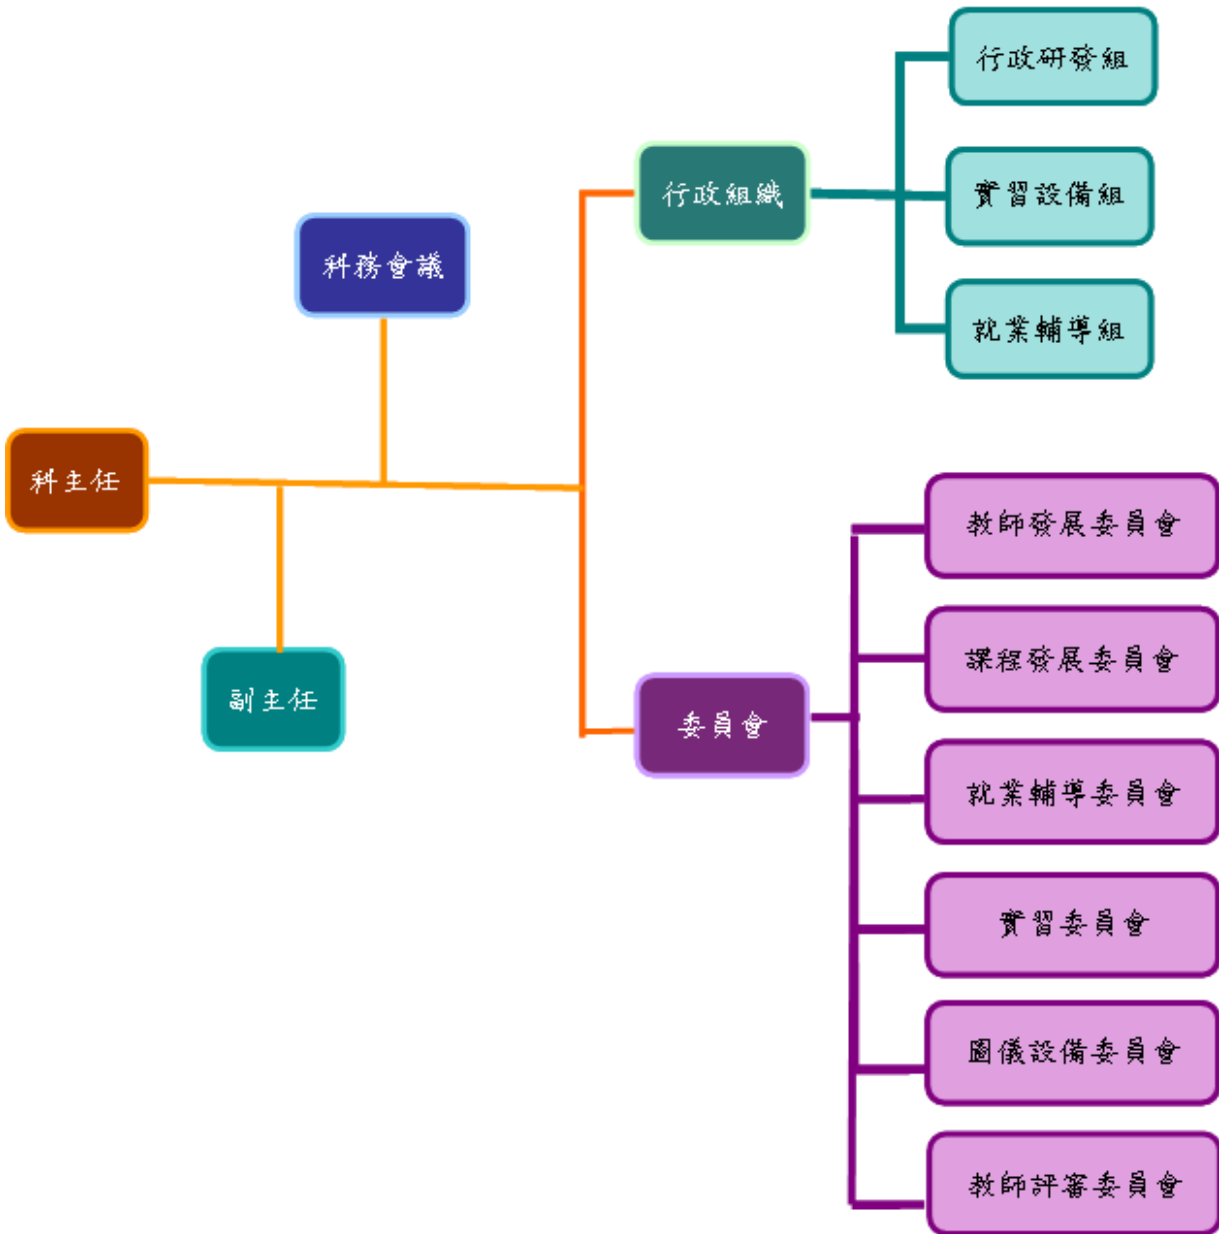 科主任
科務會議
副主任
行政組織
行政研發組
實習設備組
就業輔導組
委員會
教師發展委員會
課程發展委員會
就業輔導委員會
實習委員會
圖儀設備委員會
教師評審委員會